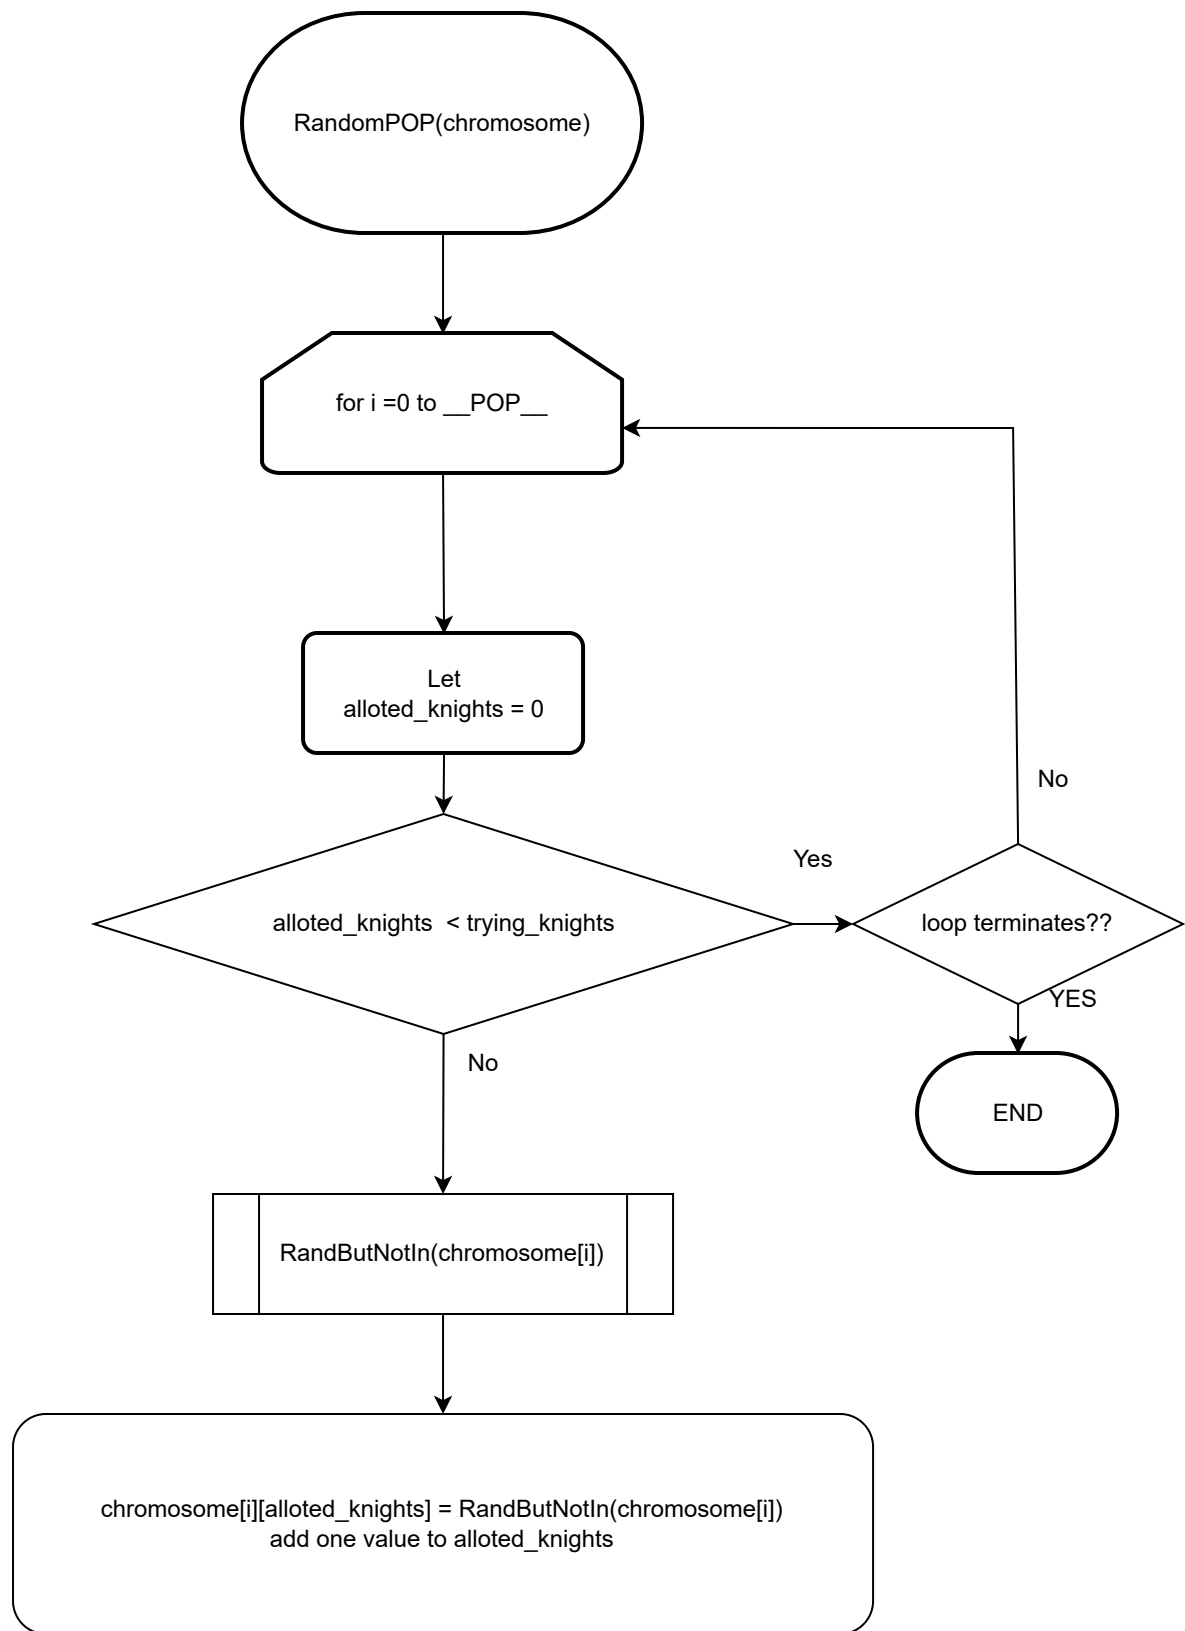 RandomPOP(chromosome)
for i =0 to __POP__
Let
alloted_knights = 0
No
Yes
alloted_knights  < trying_knights
loop terminates??
YES
No
END
RandButNotIn(chromosome[i])
chromosome[i][alloted_knights] = RandButNotIn(chromosome[i])
add one value to alloted_knights